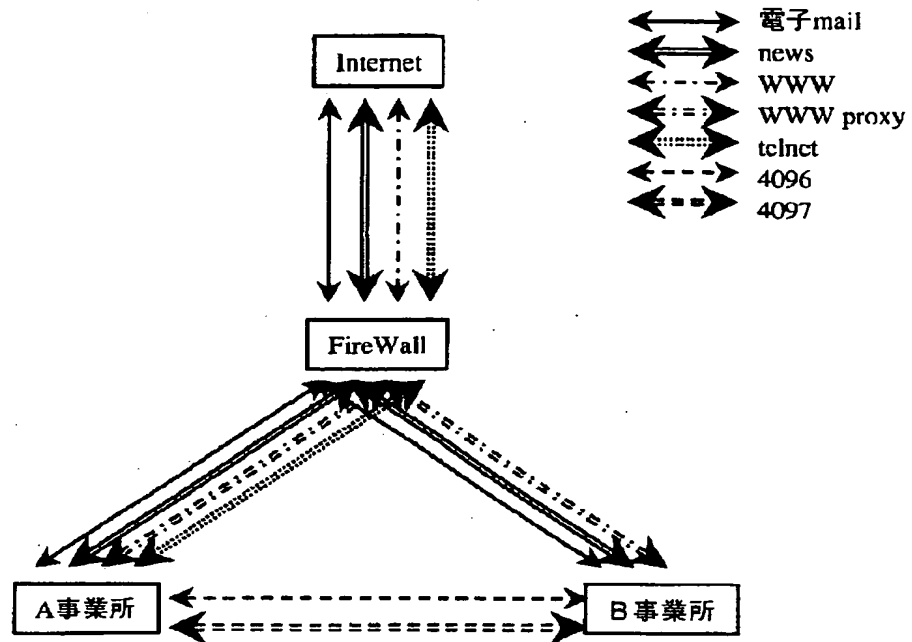 電子mail
news
WWW
WWW proxy
telnet
4096
4097
Internet
FireWall
A事業所
B事業所